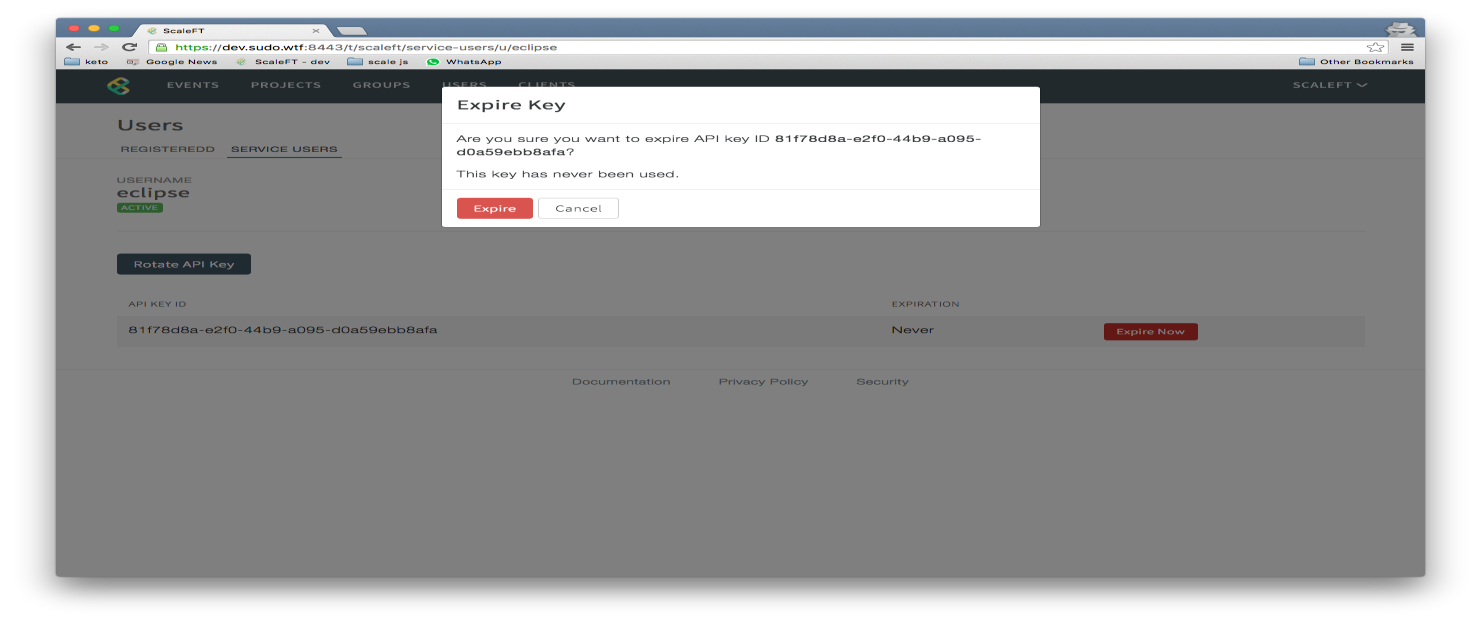 ScaleFT
https://dev.sudo.wtf:8443/t/scaleft/service-users/u/eclipse
keto Google News ScaleFT - dev scale js WhatsApp Other Bookmarks
EVENTS PROJECTS GROUPS USERS CLIENTS SCALEFT
Expire Key
Are you sure you want to expire API key ID 81f78d8a-e2f0-44b9-a095-
d0a59ebb8afa?
This key has never been used.
Expire Cancel
Users
REGISTEREDD SERVICE USERS
USERNAME
eclipse
ACTIVE
Rotate API Key
API KEY ID EXPIRATION
81f78d8a-e2f0-44b9-a095-d0a59ebb8afa Never Expire Now
Documentation Privacy Policy Security